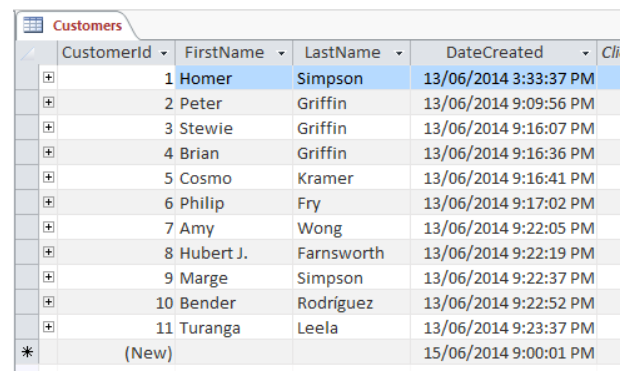 Customers
CustomerId FirstName LastName DateCreated Cli
1 Homer Simpson 13/06/2014 3:33:37 PM
2 Peter Griffin 13/06/2014 9:09:56 PM
3 Stewie Griffin 13/06/2014 9:16:07 PM
4 Brian Griffin 13/06/2014 9:16:36 PM
5 Cosmo Kramer 13/06/2014 9:16:41 PM
6 Philip Fry 13/06/2014 9:17:02 PM
7 Amy Wong 13/06/2014 9:22:05 PM
8 Hubert J. Farnsworth 13/06/2014 9:22:19 PM
9 Marge Simpson 13/06/2014 9:22:37 PM
10 Bender Rodríguez 13/06/2014 9:22:52 PM
11 Turanga Leela 13/06/2014 9:23:37 PM
(New) 15/06/2014 9:00:01 PM